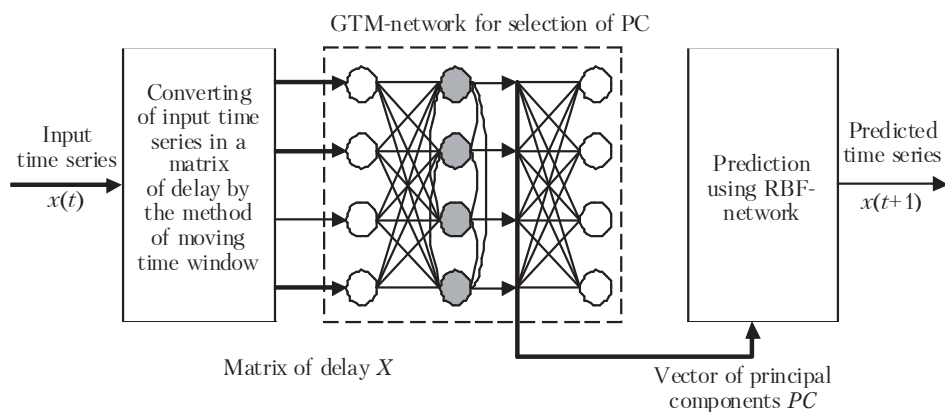 GTM-network for selection of PC
Input
time series
x(t)
Converting
of input time
series in a
matrix
of delay by
the method
of moving
time window
Prediction
using RBF-
network
Predicted
time series
x(t+1)
Matrix of delay X
Vector of principal
components PC